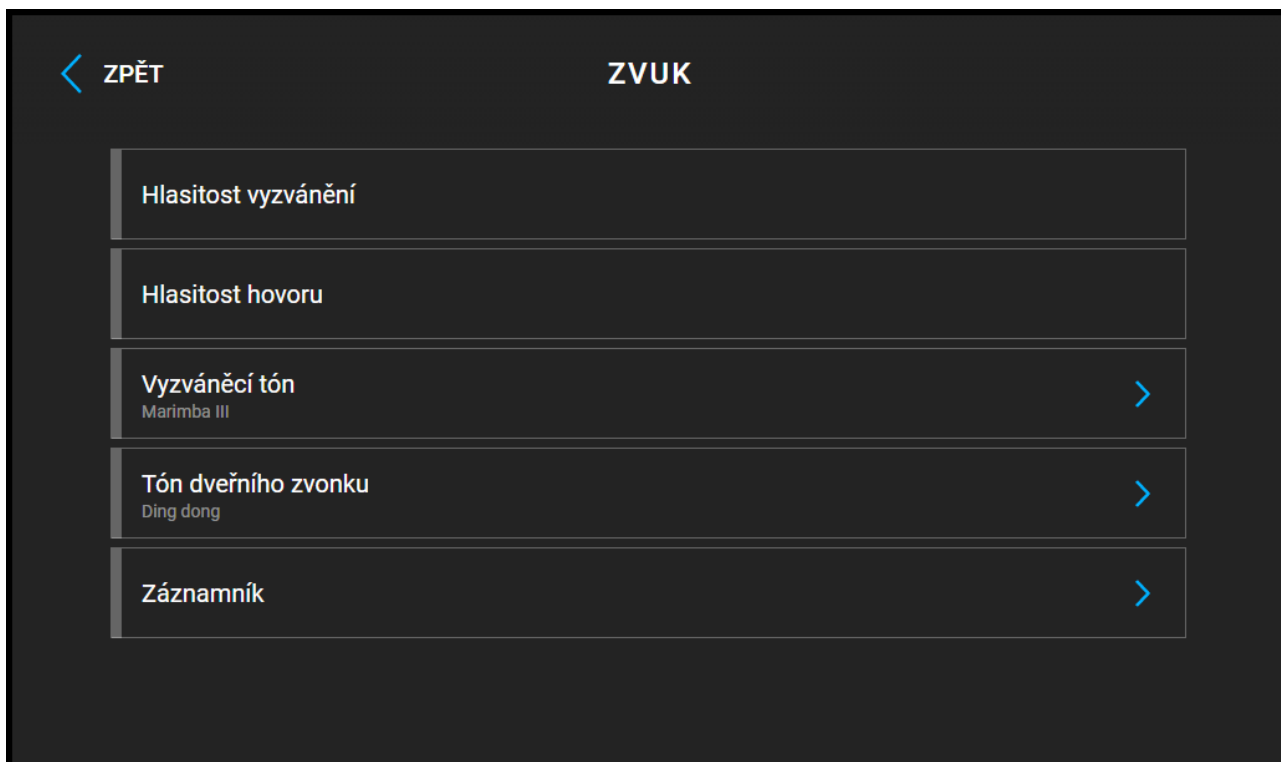 ZPĚT
ZVUK
Hlasitost vyzvánění
Hlasitost hovoru
Vyzváněcí tón
Marimba III
Tón dveřního zvonku
Ding dong
Záznamník